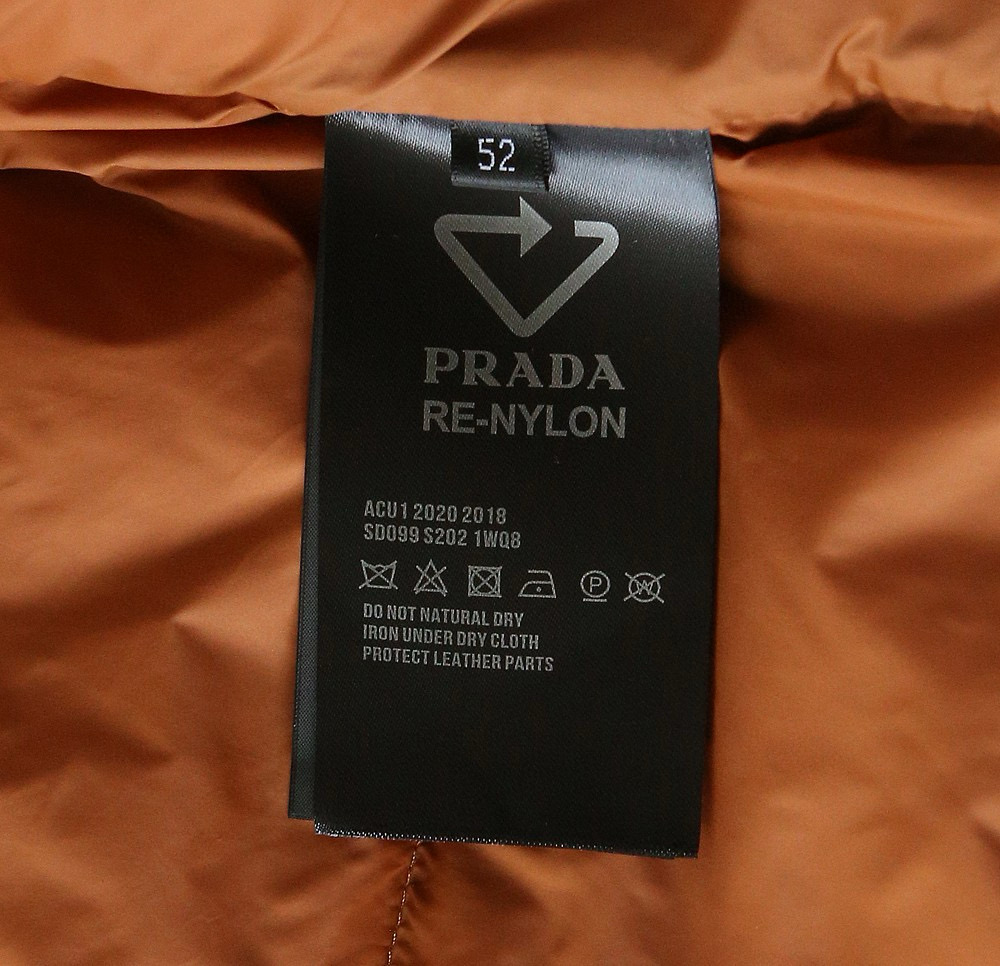 52
PRADA
RE-NYLON
ACU1 2020 2018
SD099 S202 1WQ8
P
W
DO NOT NATURAL DRY
IRON UNDER DRY CLOTH
PROTECT LEATHER PARTS